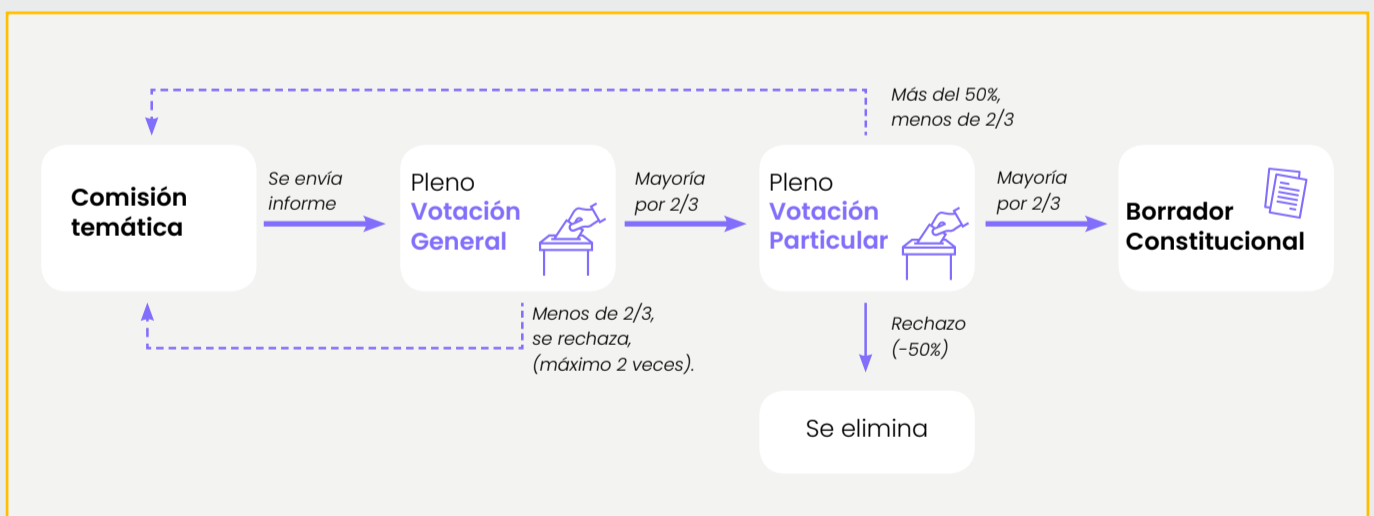 Más del 50%,
menos de 2/3
Comisión
temática
Se envía
informe
Pleno
Votación
General
Mayoría
por 2/3
Pleno
Votación
Particular
Mayoría
por 2/3
Borrador
Constitucional
Menos de 2/3,
se rechaza,
(máximo 2 veces).
Rechazo
(-50%)
Se elimina